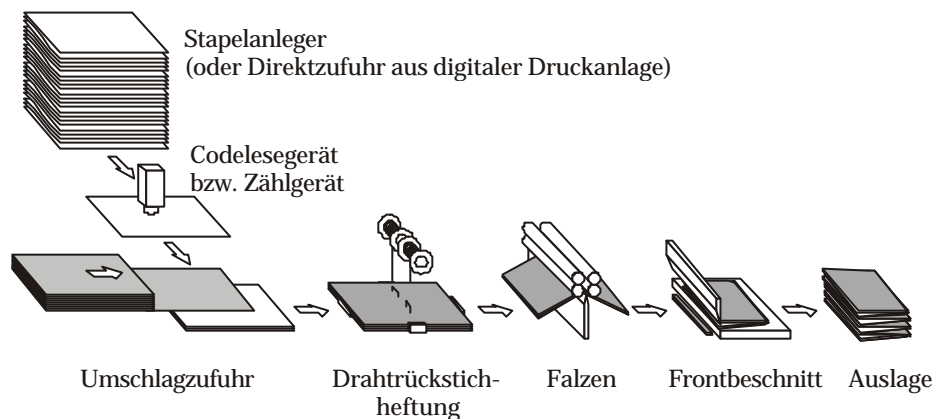 Stapelanleger
(oder Direktzufuhr aus digitaler Druckanlage)
Codelesegerät
bzw. Zählgerät
Umschlagzufuhr
Drahtrückstich-
heftung
Falzen
Frontbeschnitt
Auslage